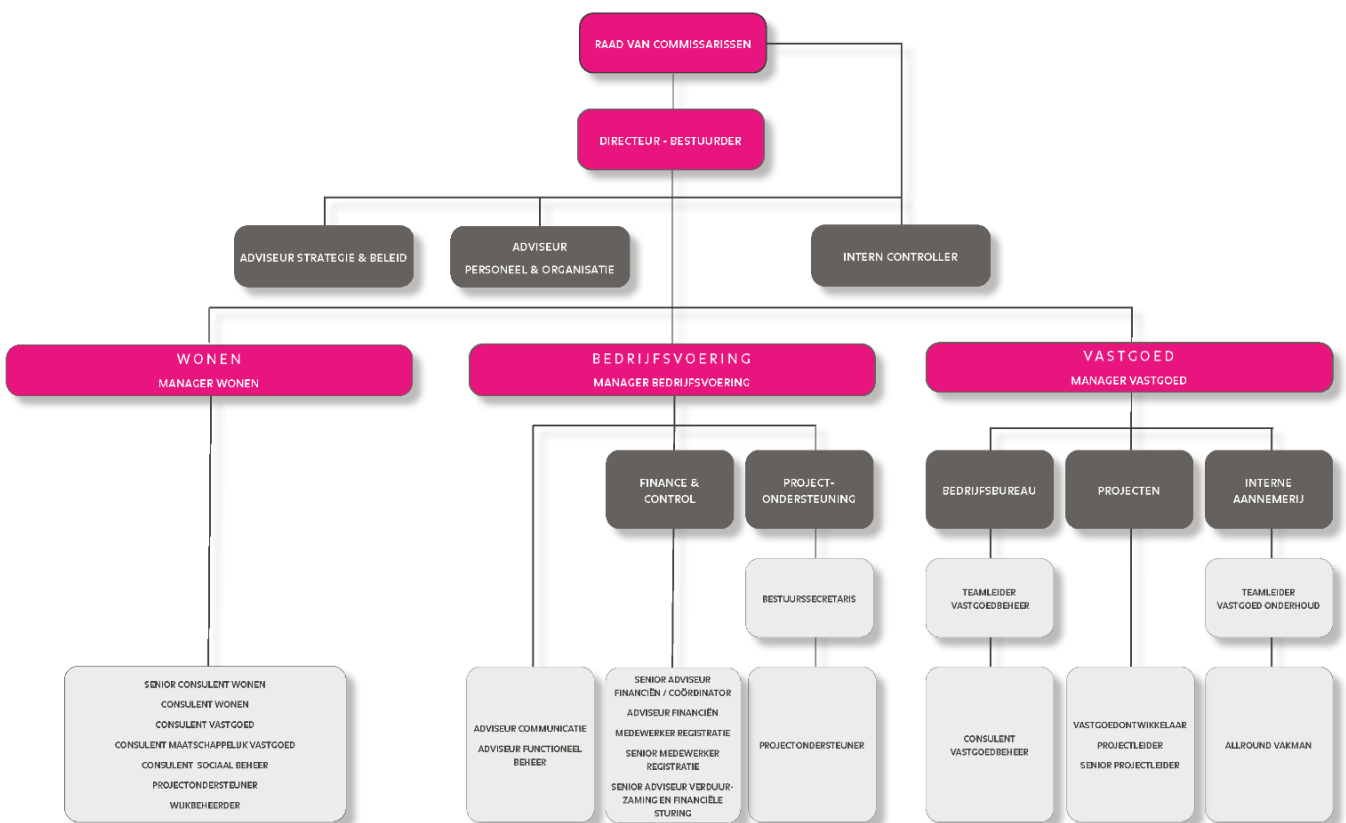 RAAD VAN COMMISSARISSEN
DIRECTEUR - BESTUURDER
ADVISEUR STRATEGIE & BELEID
ADVISEUR
PERSONEEL & ORGANISATIE
INTERN CONTROLLER
WONEN
MANAGER WONEN
BEDRIJFSVOERING
MANAGER BEDRIJFSVOERING
VASTGOED
MANAGER VASTGOED
FINANCE &
CONTROL
PROJECT-
ONDERSTEUNING
BEDRIJFSBUREAU
PROJECTEN
INTERNE
AANNEMERIJ
BESTUURSSECRETARIS
TEAMLEIDER
VASTGOEDBEHEER
TEAMLEIDER
VASTGOED ONDERHOUD
SENIOR CONSULENT WONEN
CONSULENT WONEN
CONSULENT VASTGOED
CONSULENT MAATSCHAPPELIJK VASTGOED
CONSULENT SOCIAAL BEHEER
PROJECTONDERSTEUNER
WIJKBEHEERDER
ADVISEUR COMMUNICATIE
ADVISEUR FUNCTIONEEL
BEHEER
SENIOR ADVISEUR
FINANCIËN / COÖRDINATOR
ADVISEUR FINANCIËN
MEDEWERKER REGISTRATIE
SENIOR MEDEWERKER
REGISTRATIE
SENIOR ADVISEUR VERDUUR-
ZAMING EN FINANCIËLE
STURING
PROJECTONDERSTEUNER
CONSULENT
VASTGOEDBEHEER
VASTGOEDONTWIKKELAAR
PROJECTLEIDER
SENIOR PROJECTLEIDER
ALLROUND VAKMAN